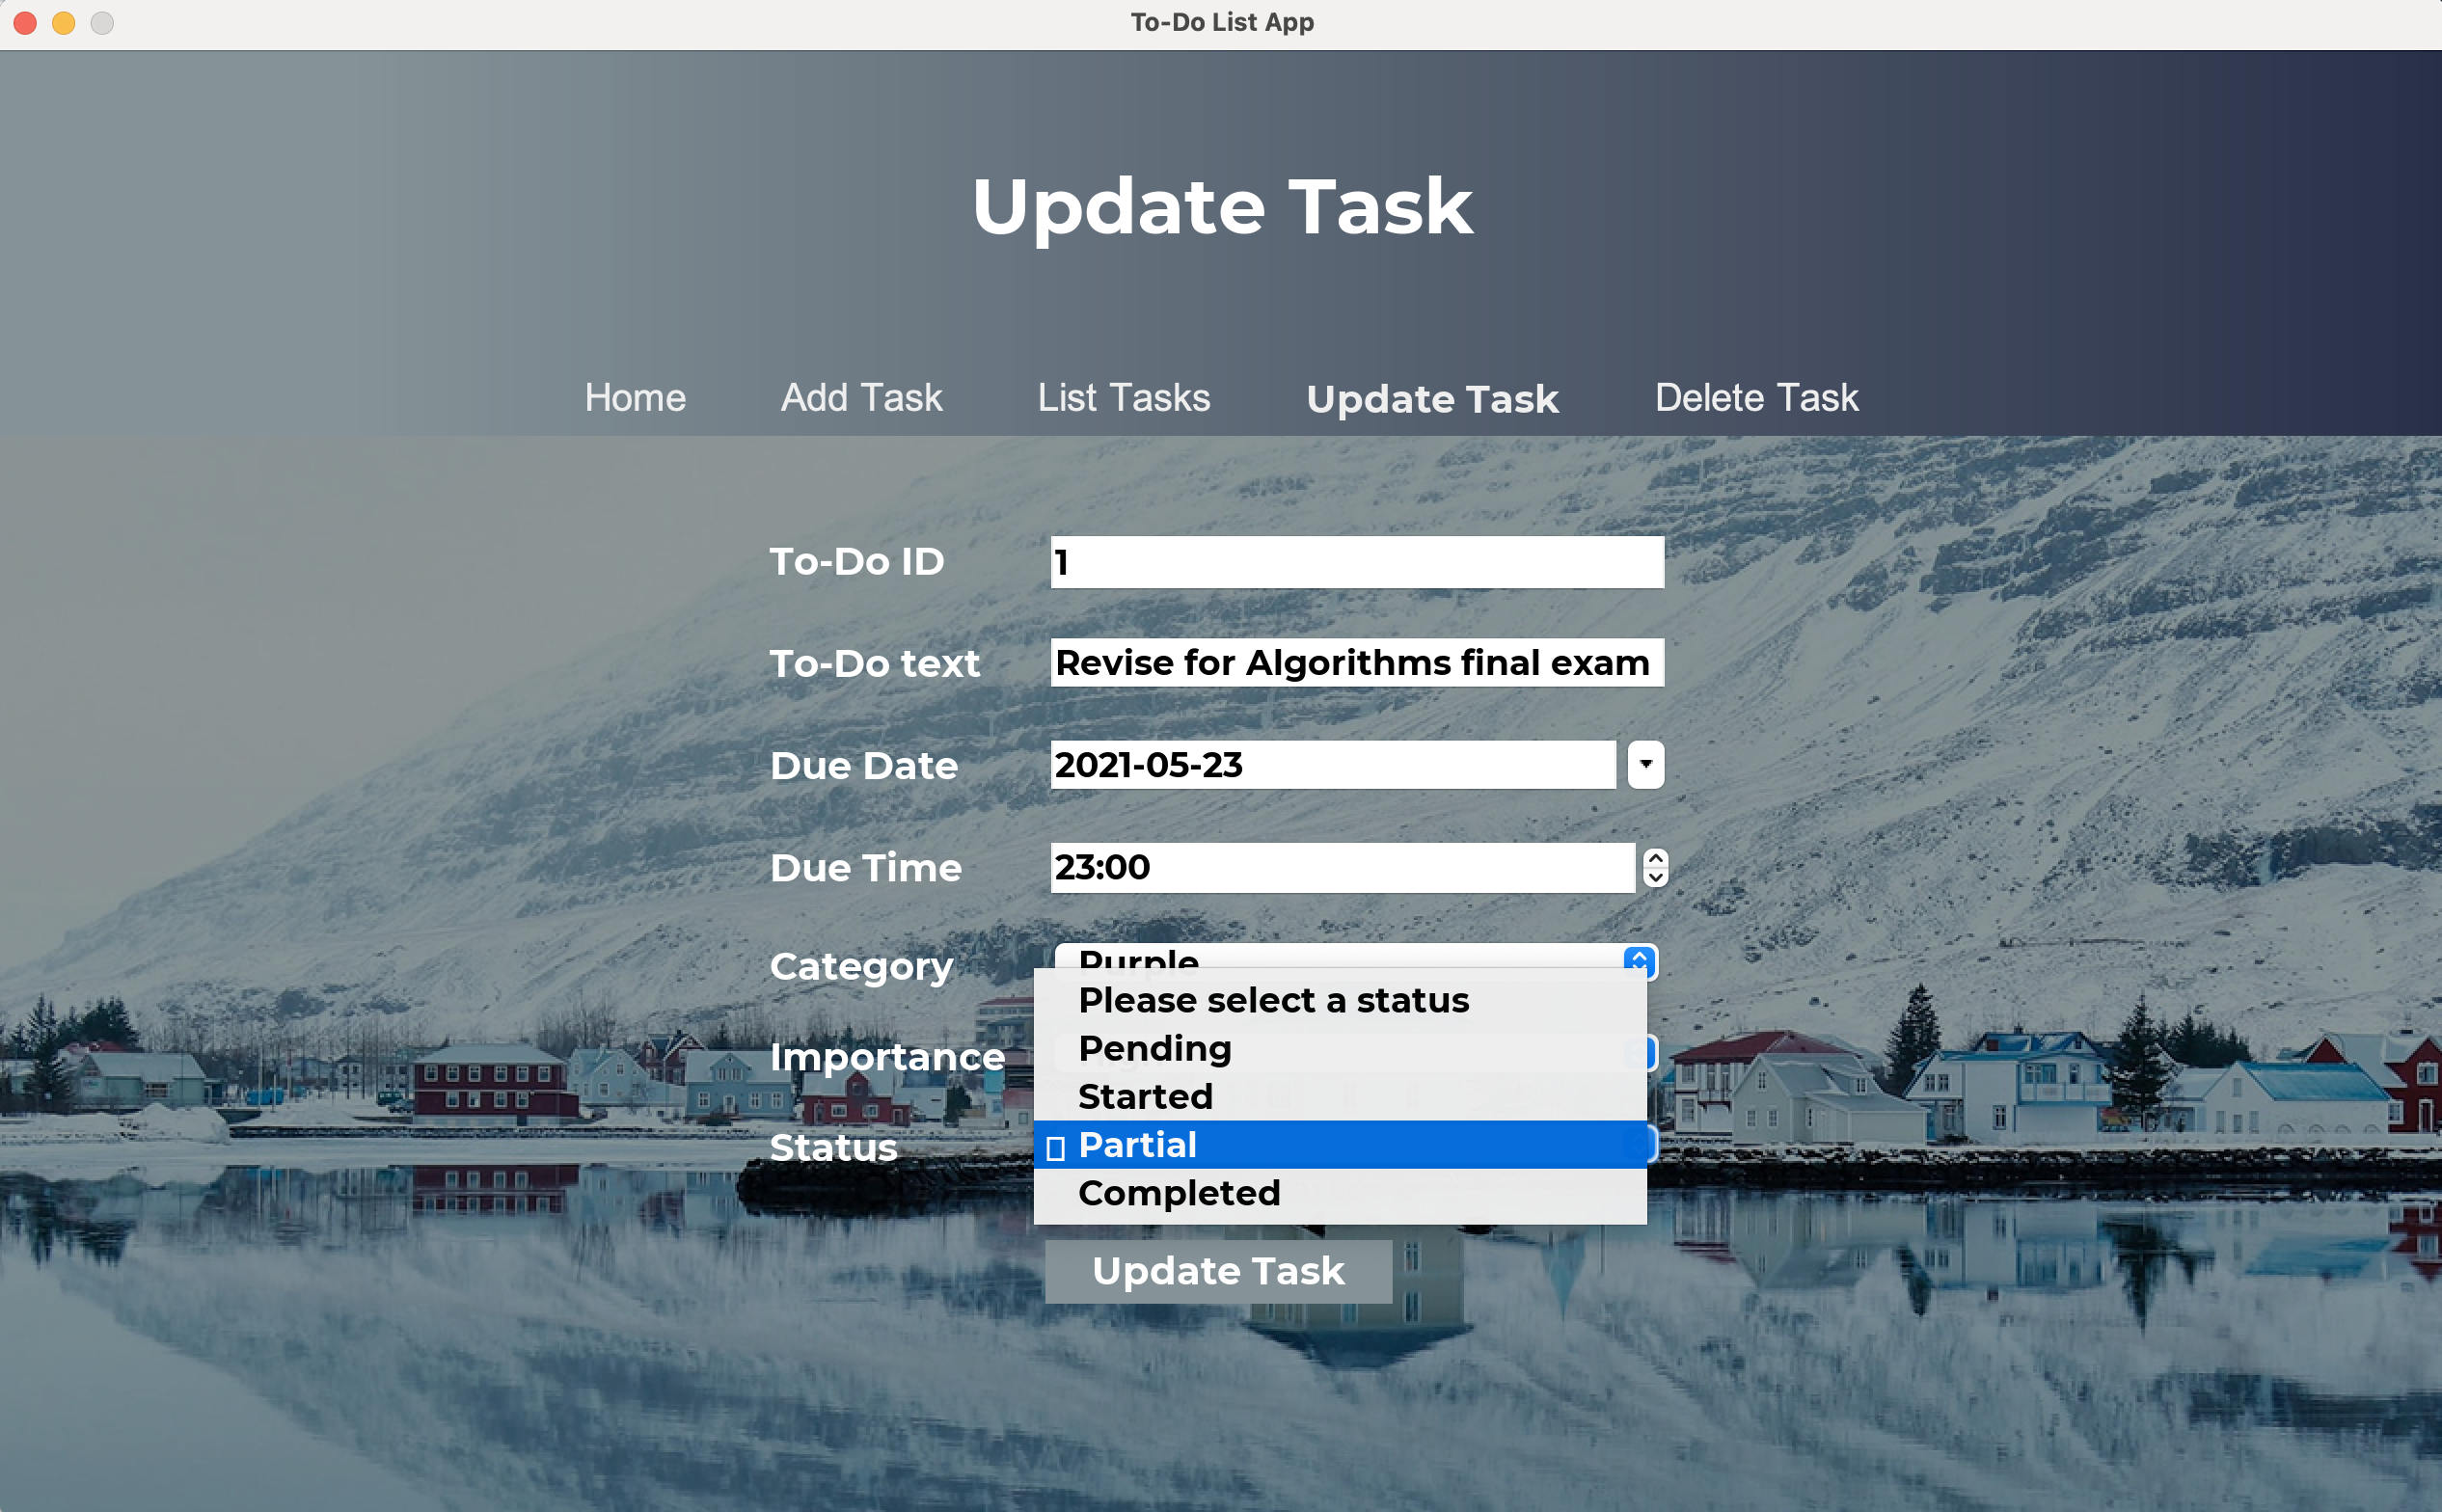 To-Do List App
Update Task
Home Add Task List Tasks Update Task Delete Task
To-Do ID 1
To-Do text Revise for Algorithms final exam
Due Date 2021-05-23
Due Time 23:00
Category Purple
Please select a status
Importance Pending
Started
Status Partial
Completed
Update Task